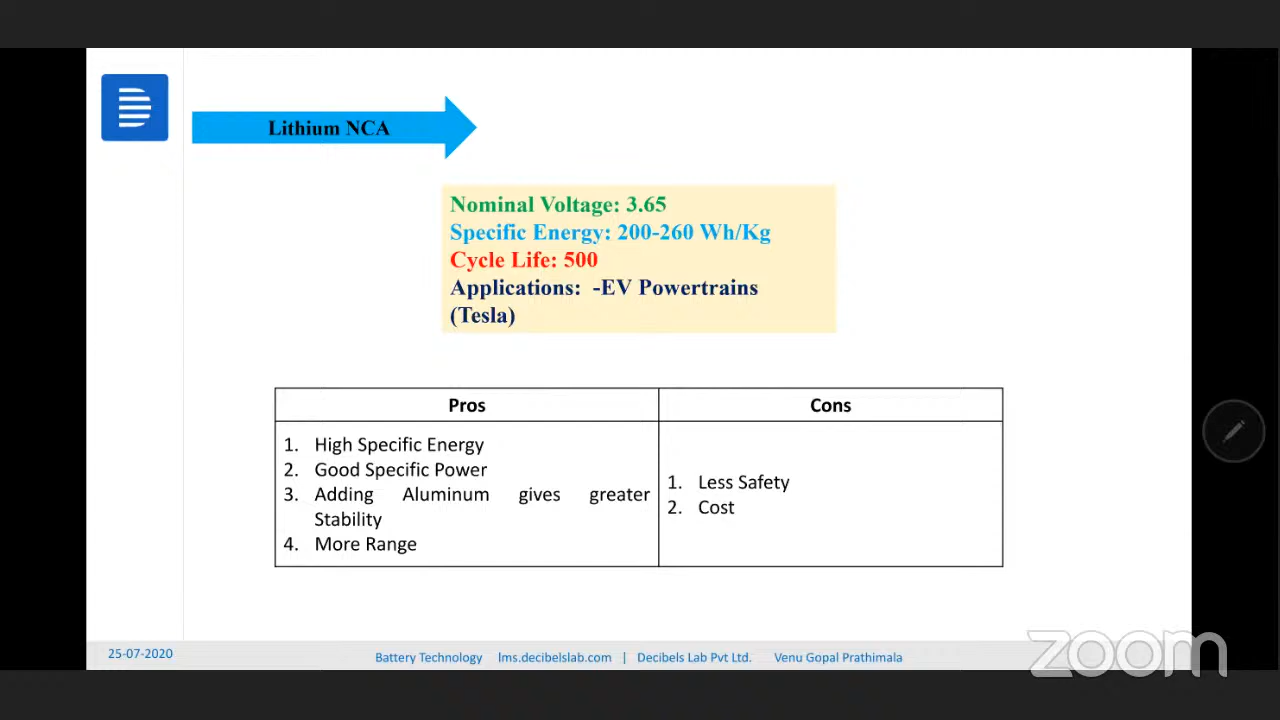 Lithium NCA
Nominal Voltage: 3.65
Specific Energy: 200-260 Wh/Kg
Cycle Life: 500
Applications:  -EV Powertrains
(Tesla)
Pros
Cons
1. High Specific Energy
2. Good Specific Power
3. Adding Aluminum gives greater
Stability
4. More Range
1. Less Safety
2. Cost
25-07-2020
Battery Technology lms.decibelslab.com | Decibels Lab Pvt Ltd. Venu Gopal Prathimala
zoom